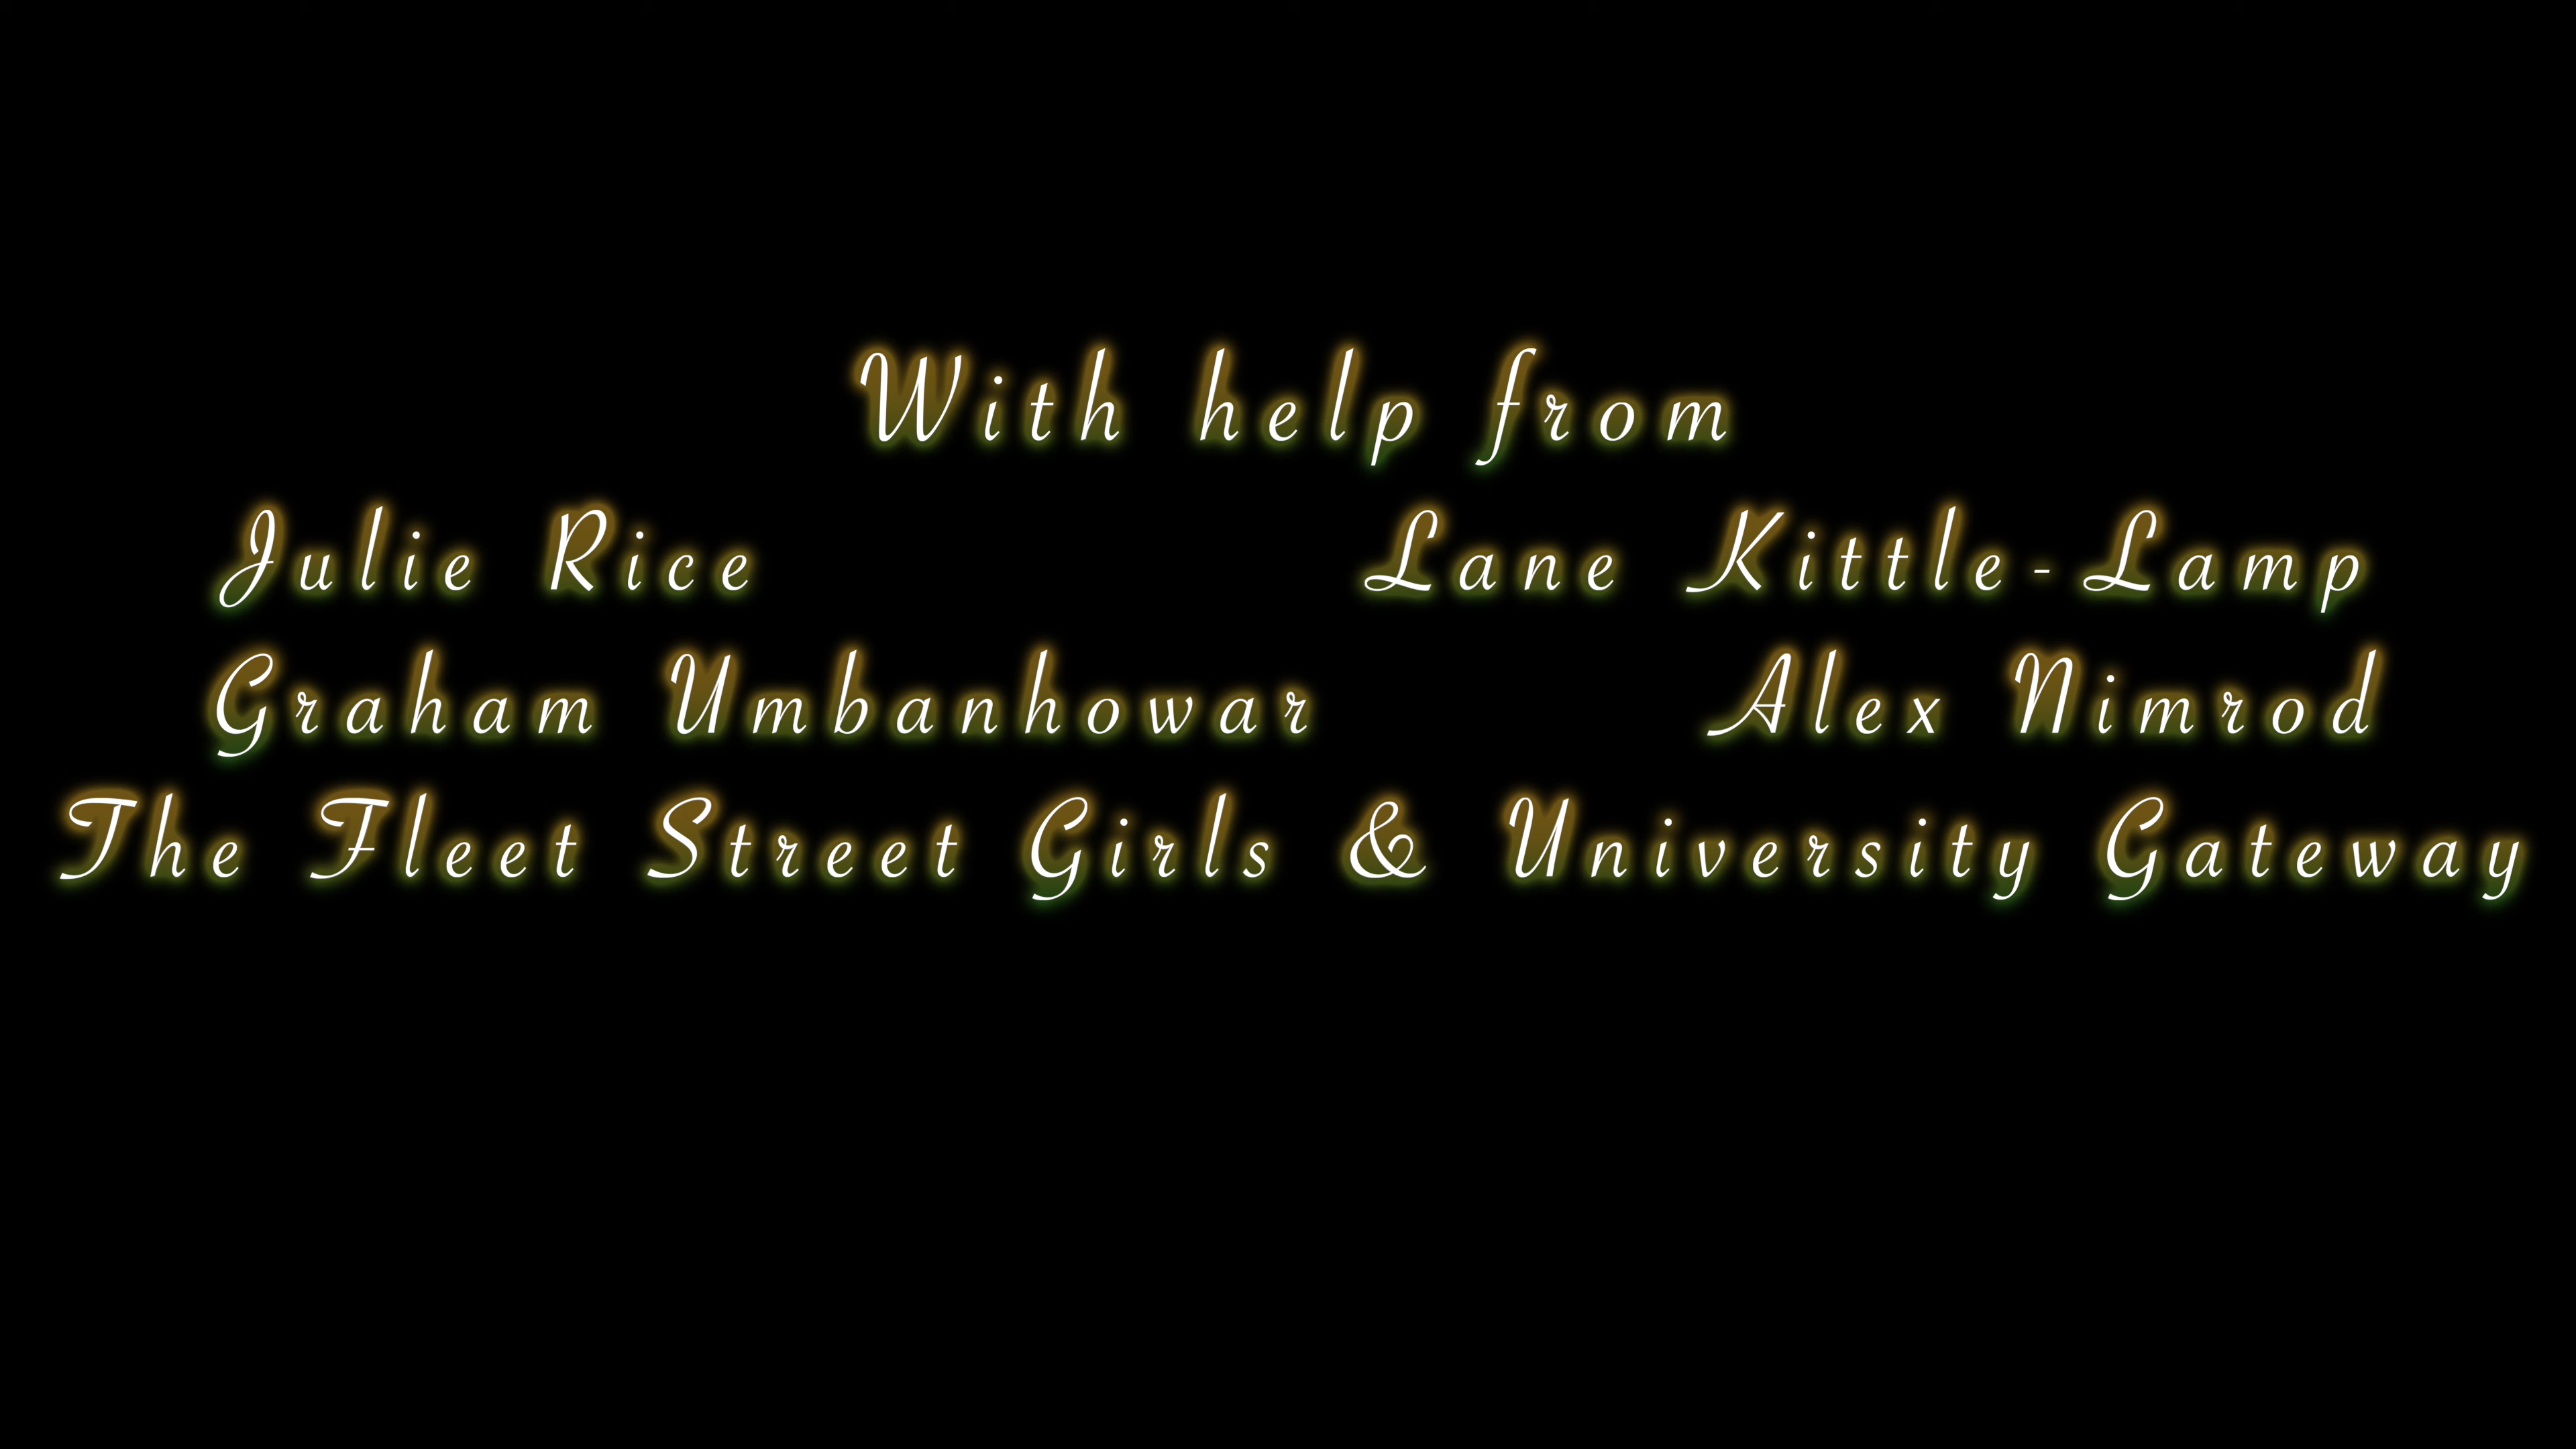 With help from
Julie Rice Lane Kittle-Lamp
Graham Umbanhowar Alex Nimrod
The Fleet Street Girls & University Gateway